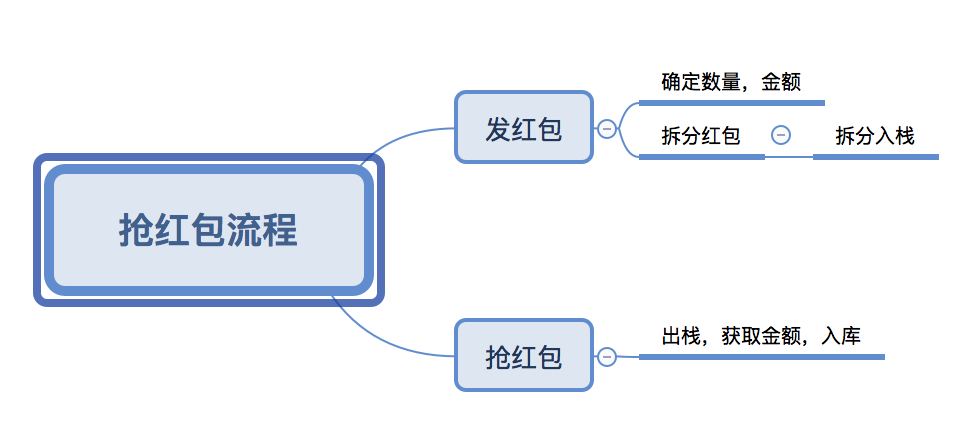 抢红包流程
发红包
确定数量，金额
拆分红包
拆分入栈
抢红包
出栈，获取金额，入库